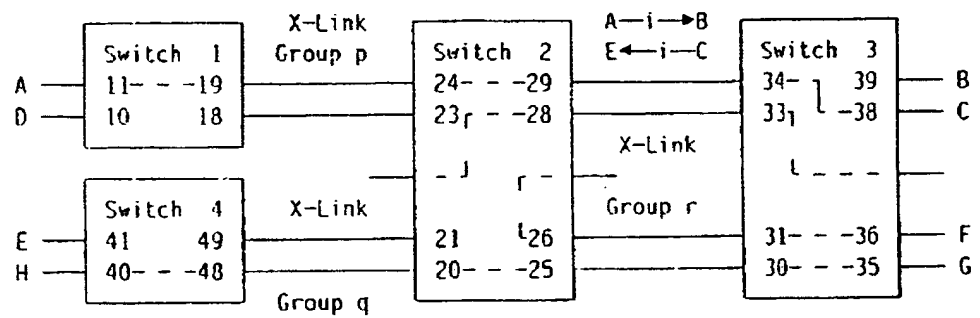 X-Link
Group p
A—i—►B
E◄—i—C
Switch 1
Switch 2
Switch 3
A 11- - -19 24- - -29 34- 39 B
D 10 18 23 - -28 33 -38 C
X-Link
Switch 4
X-Link
Group r
E 41 49 21 26 31- - -36 F
H 40- - -48 20- - -25 30- - -35 G
Group q